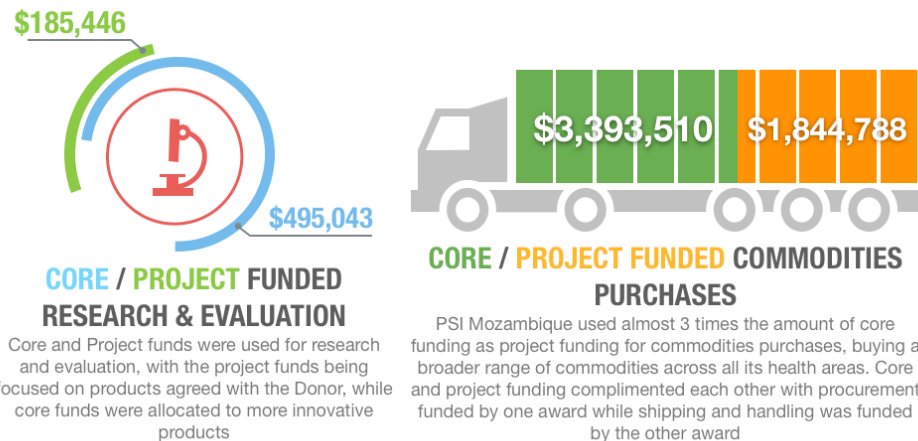 $185,446
$495,043
CORE / PROJECT FUNDED
RESEARCH & EVALUATION
Core and Project funds were used for research
and evaluation, with the project funds being
focused on products agreed with the Donor, while
core funds were allocated to more innovative
products
$3,393,510 $1,844,788
CORE / PROJECT FUNDED COMMODITIES
PURCHASES
PSI Mozambique used almost 3 times the amount of core
funding as project funding for commodities purchases, buying a
broader range of commodities across all its health areas. Core
and project funding complimented each other with procurement
funded by one award while shipping and handling was funded
by the other award